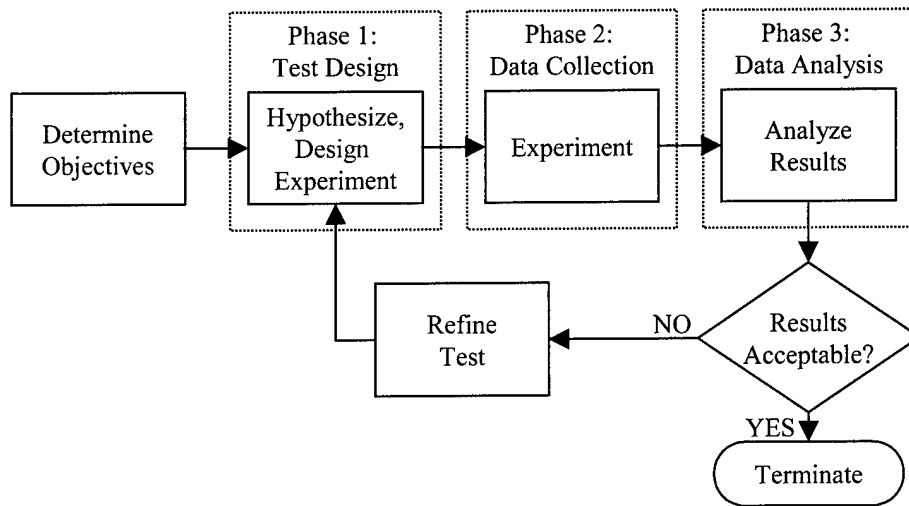 Phase 1:
Test Design
Phase 2:
Data Collection
Phase 3:
Data Analysis
Determine
Objectives
Hypothesize,
Design
Experiment
Experiment
Analyze
Results
Refine
Test
NO
Results
Acceptable?
YES
Terminate